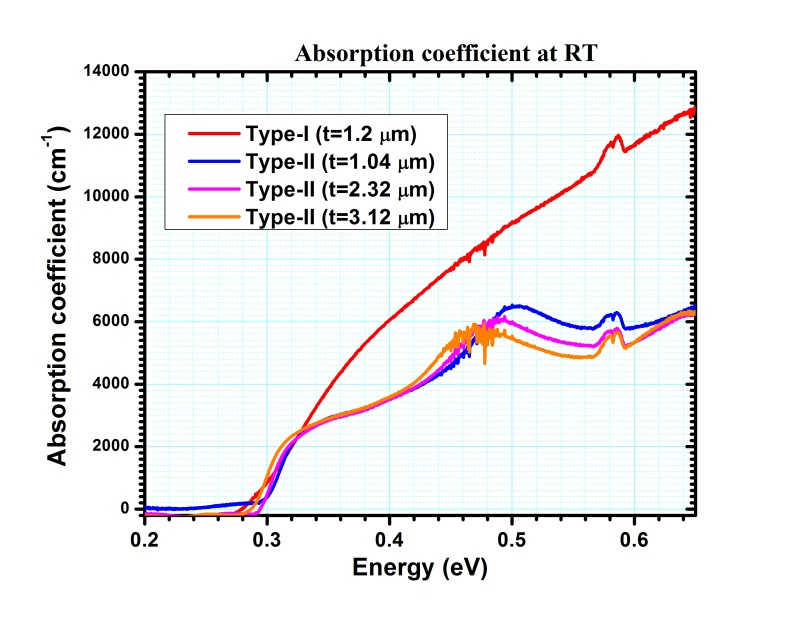 Absorption coefficient at RT
14000
12000
10000
8000
6000
4000
2000
0
Absorption coefficient (cm⁻¹)
Type-I (t=1.2 μm)
Type-II (t=1.04 μm)
Type-II (t=2.32 μm)
Type-II (t=3.12 μm)
0.2 0.3 0.4 0.5 0.6
Energy (eV)